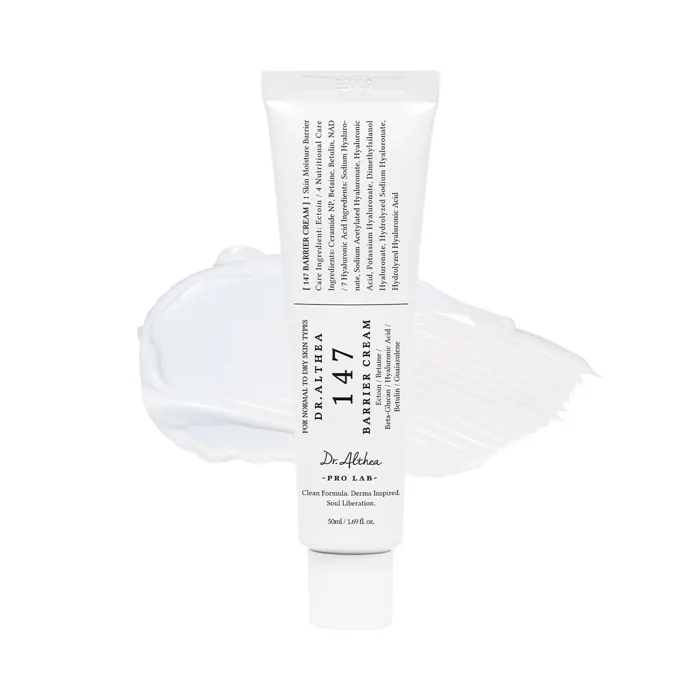 [ 147 BARRIER CREAM ] 1 Skin Moisture Barrier
Care Ingredient: Ectoin / 4 Nutritional Care
Ingredients: Ceramide NP, Betaine, Betulin, NAD
/ 7 Hyaluronic Acid Ingredients: Sodium Hyaluro-
nate, Sodium Acetylated Hyaluronate, Hyaluronic
Acid, Potassium Hyaluronate, Dimethylsilanol
Hyaluronate, Hydrolyzed Sodium Hyaluronate,
Hydrolyzed Hyaluronic Acid
FOR NORMAL TO DRY SKIN TYPES
DR.ALTHEA
147
BARRIER CREAM
Ectoin / Betaine /
Beta-Glucan / Hyaluronic Acid /
Betulin / Guaiazulene
Dr.Althea
-PRO LAB-
Clean Formula. Derma Inspired.
Soul Liberation.
50ml / 1.69 fl. oz.